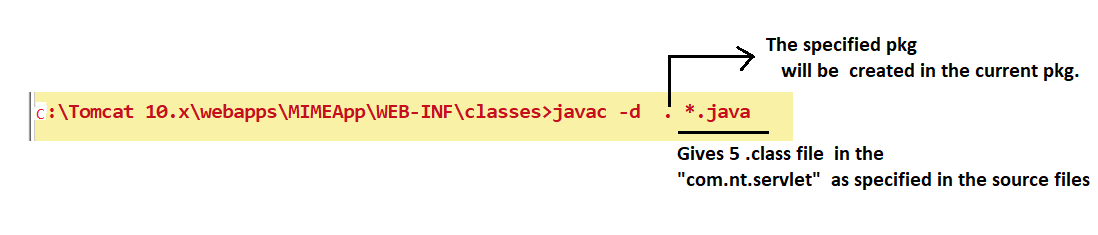 The specified pkg
will be created in the current pkg.
c:\Tomcat 10.x\webapps\MIMEApp\WEB-INF\classes>javac -d . *.java
Gives 5 .class file in the
"com.nt.servlet" as specified in the source files